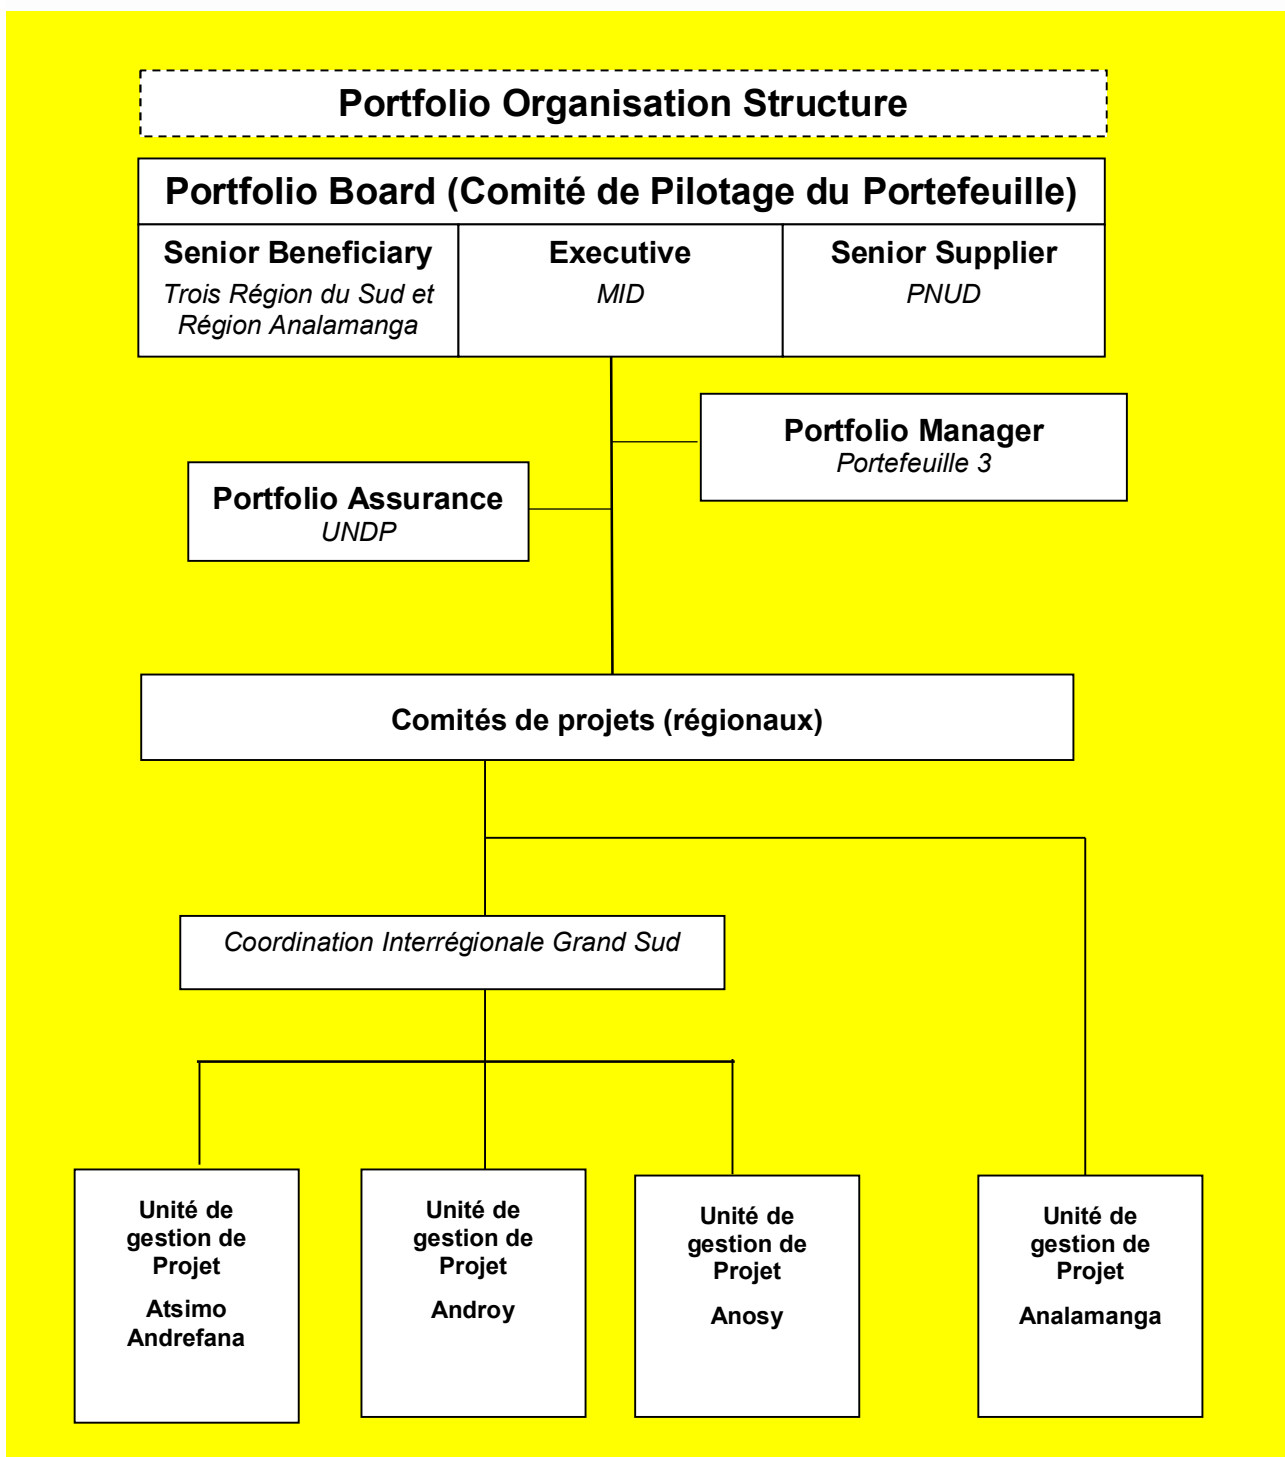 Portfolio Organisation Structure
Portfolio Board (Comité de Pilotage du Portefeuille)
Senior Beneficiary
Trois Région du Sud et
Région Analamanga
Executive
MID
Senior Supplier
PNUD
Portfolio Manager
Portefeuille 3
Portfolio Assurance
UNDP
Comités de projets (régionaux)
Coordination Interrégionale Grand Sud
Unité de
gestion de
Projet
Atsimo
Andrefana
Unité de
gestion de
Projet
Androy
Unité de
gestion de
Projet
Anosy
Unité de
gestion de
Projet
Analamanga